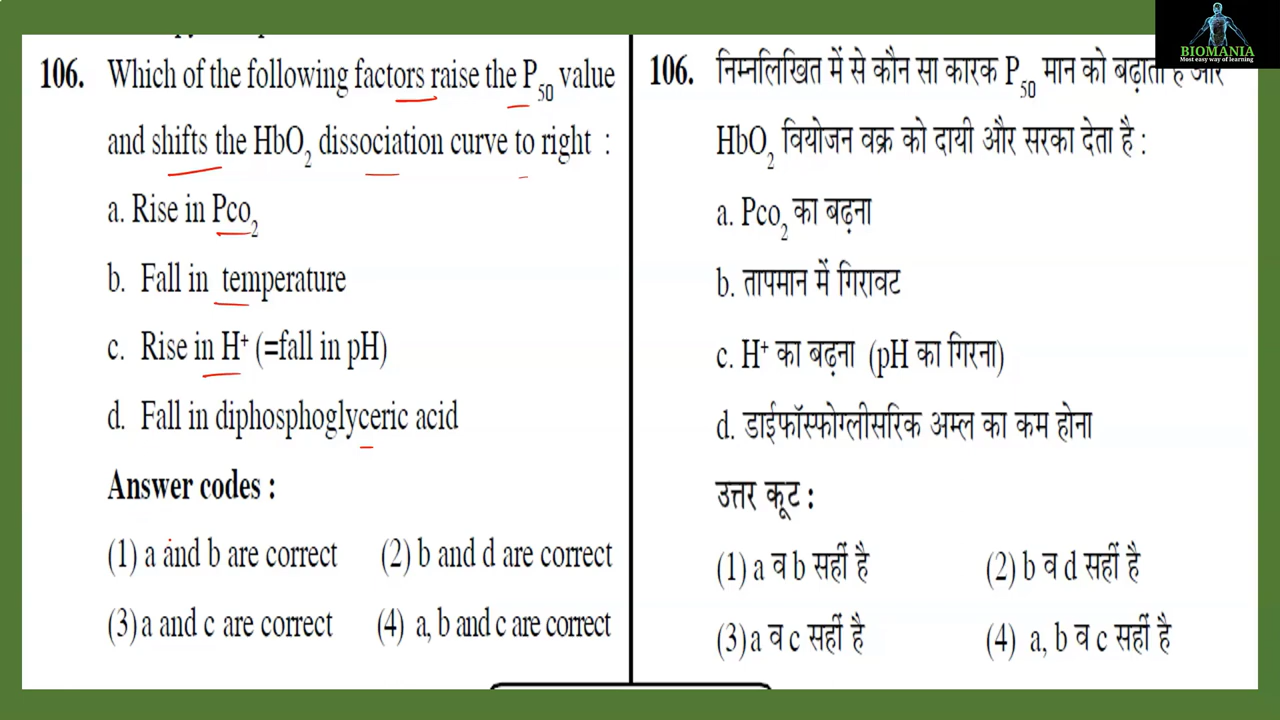 BIOMANIA
Most easy way of learning
106. Which of the following factors raise the P50 value
and shifts the HbO2 dissociation curve to right :
a. Rise in Pco2
b. Fall in temperature
c. Rise in H+ (=fall in pH)
d. Fall in diphosphoglyceric acid
Answer codes :
(1) a and b are correct (2) b and d are correct
(3) a and c are correct (4) a, b and c are correct
106. निम्नलिखित में से कौन सा कारक P50 मान को बढ़ाता है और
HbO2 वियोजन वक्र को दायी और सरका देता है :
a. Pco2 का बढ़ना
b. तापमान में गिरावट
c. H+ का बढ़ना (pH का गिरना)
d. डाईफॉस्फोग्लीसरिक अम्ल का कम होना
उत्तर कूट :
(1) a व b सहीं है (2) b व d सहीं है
(3) a व c सहीं है (4) a, b व c सहीं है